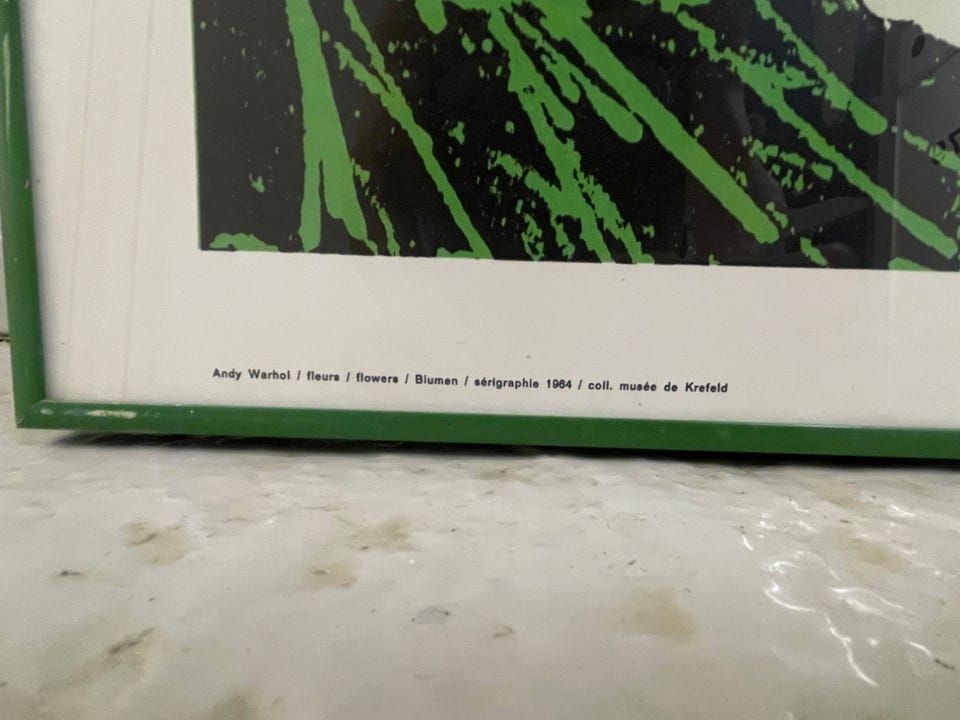 Andy Warhol / fleurs / flowers / Blumen / sérigraphie 1964 / coll. musée de Krefeld